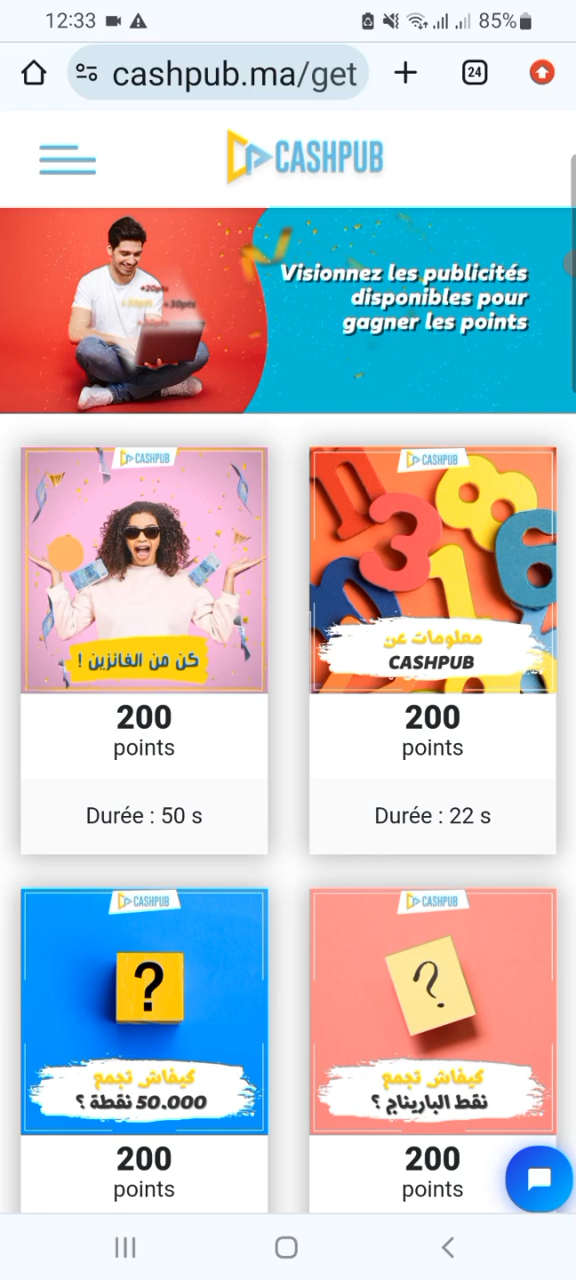 12:33
85%
cashpub.ma/get
24
CASHPUB
Visionnez les publicités
disponibles pour
gagner les points
+20pts
+30pts
CASHPUB
كن من الفائزين !
200
points
Durée : 50 s
CASHPUB
معلومات عن
CASHPUB
200
points
Durée : 22 s
CASHPUB
كيفاش تجمع
50.000 نقطة ؟
200
points
CASHPUB
كيفاش تجمع
نقط الباريناج ؟
200
points